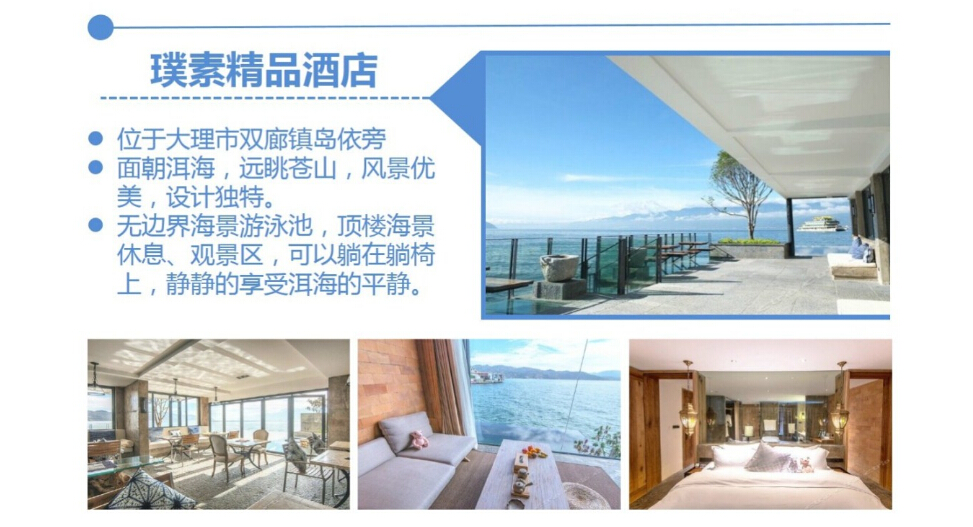 璞素精品酒店
位于大理市双廊镇岛依旁
面朝洱海，远眺苍山，风景优
美，设计独特。
无边界海景游泳池，顶楼海景
休息、观景区，可以躺在躺椅
上，静静的享受洱海的平静。